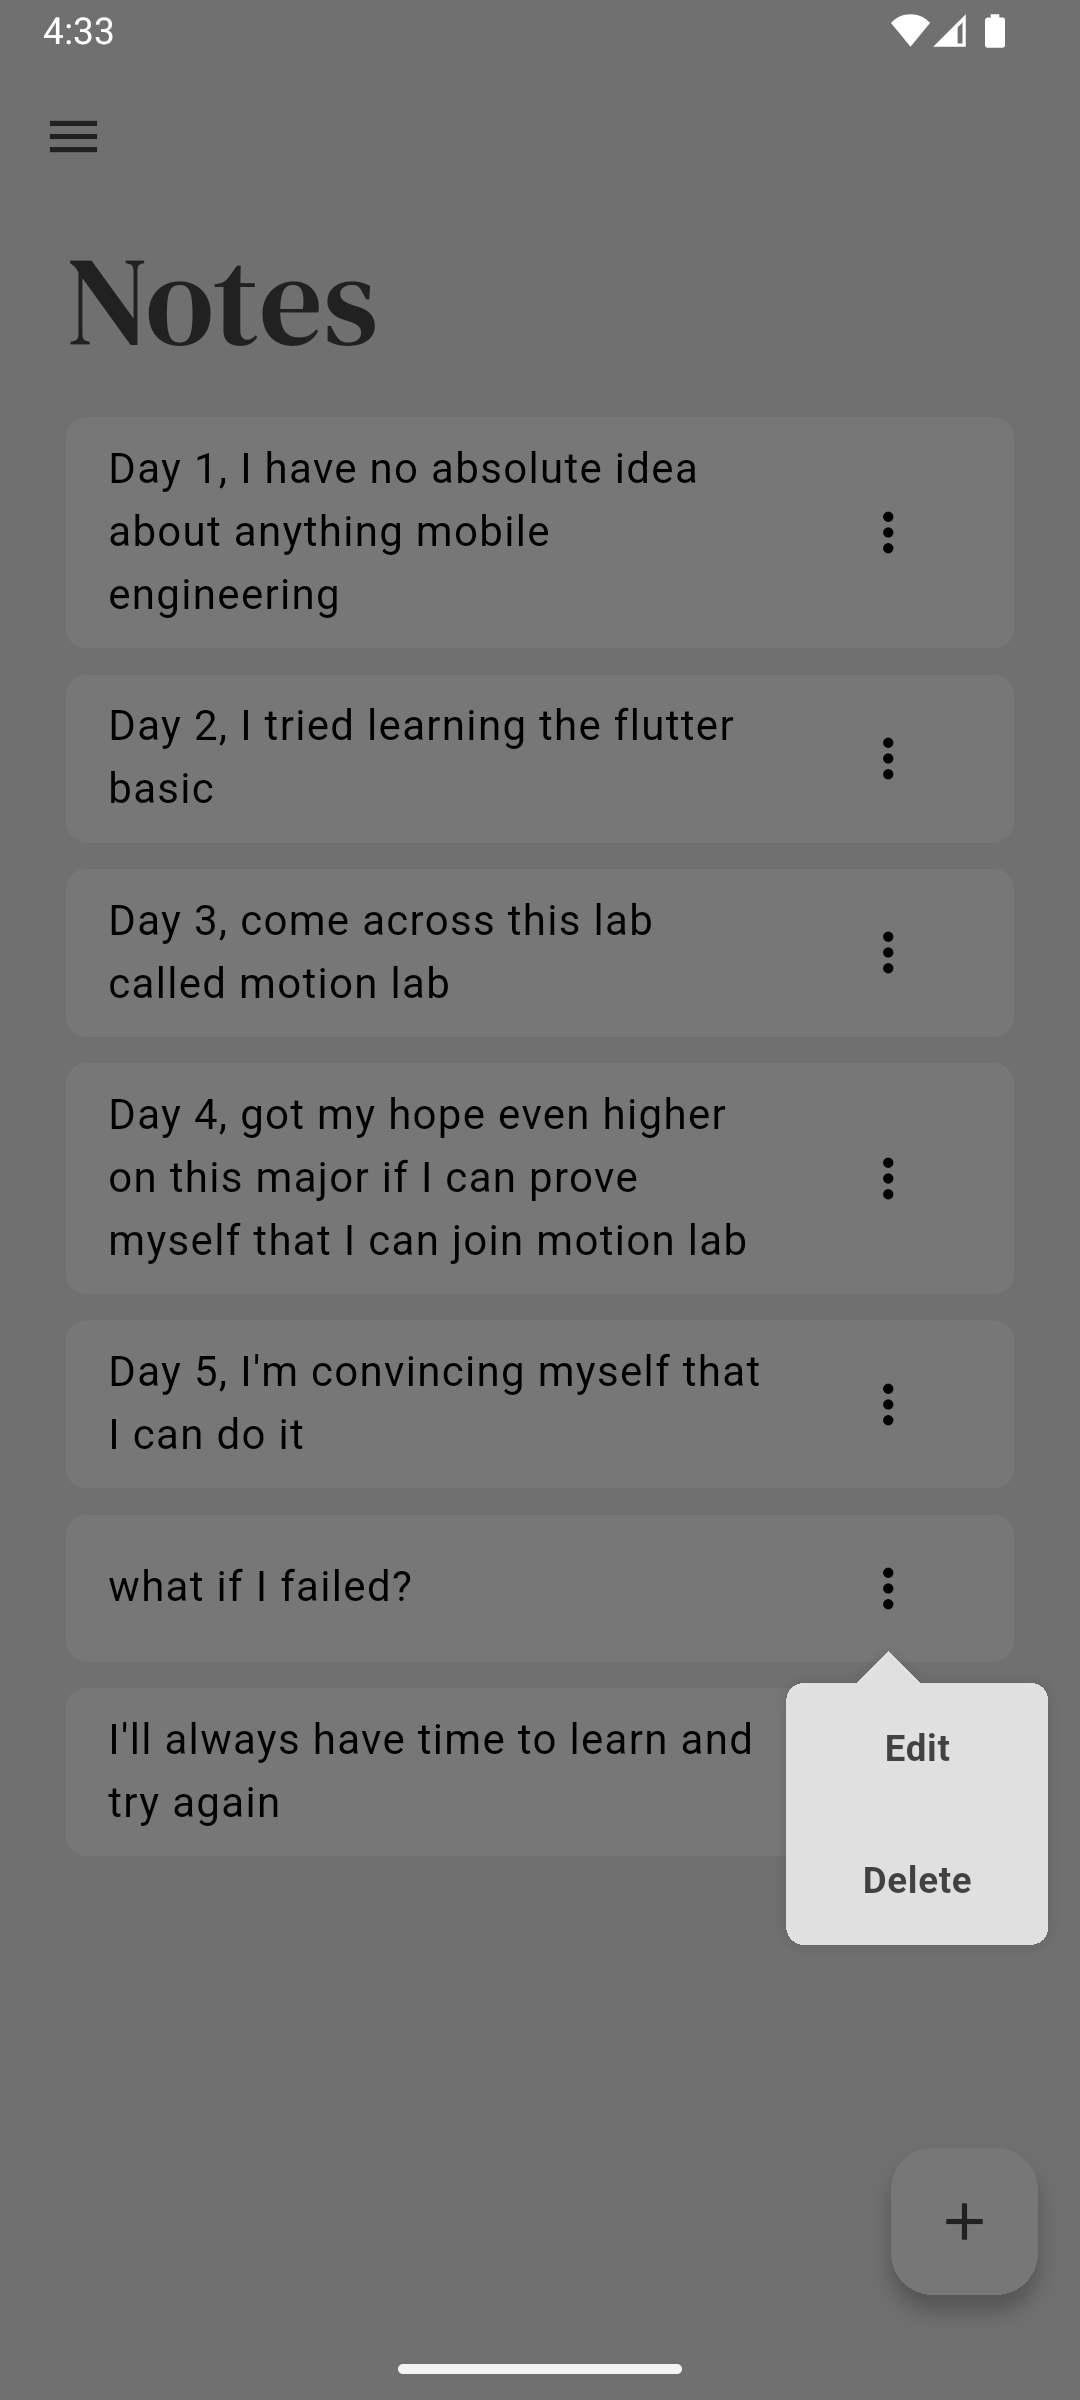 4:33
Notes
Day 1, I have no absolute idea
about anything mobile
engineering
Day 2, I tried learning the flutter
basic
Day 3, come across this lab
called motion lab
Day 4, got my hope even higher
on this major if I can prove
myself that I can join motion lab
Day 5, I'm convincing myself that
I can do it
what if I failed?
I'll always have time to learn and
try again
Edit
Delete